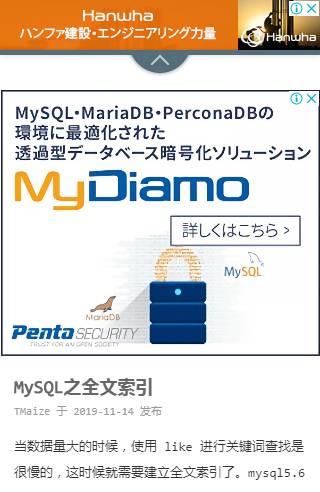 Hanwha
ハンファ建設・エンジニアリング力量
Hanwha
MySQL・MariaDB・PerconaDBの
環境に最適化された
透過型データベース暗号化ソリューション
MyDiamo
詳しくはこちら >
MySQL
MariaDB
Penta SECURITY
TRUST FOR AN OPEN SOCIETY
MySQL之全文索引
TMaize 于 2019-11-14 发布
当数据量大的时候，使用 like 进行关键词查找是
很慢的，这时候就需要建立全文索引了。mysql5.6